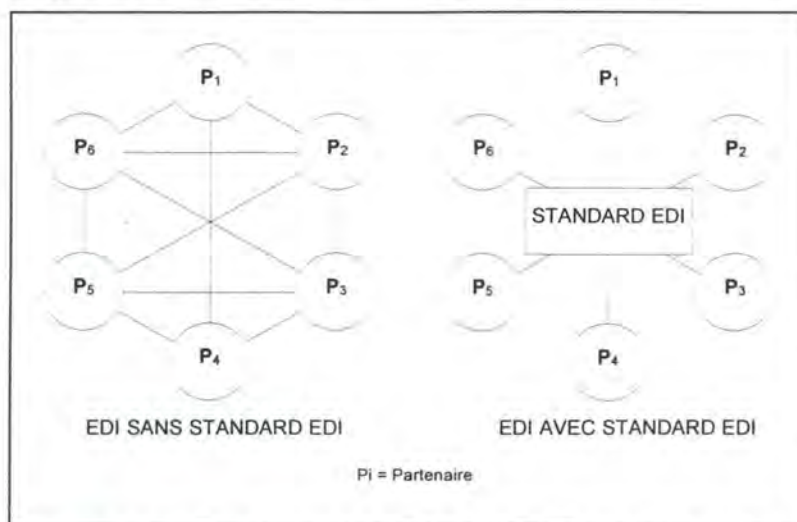 P1
P1
P6
P2
P6
P2
STANDARD EDI
P5
P3
P5
P3
P4
P4
EDI SANS STANDARD EDI
EDI AVEC STANDARD EDI
Pi = Partenaire